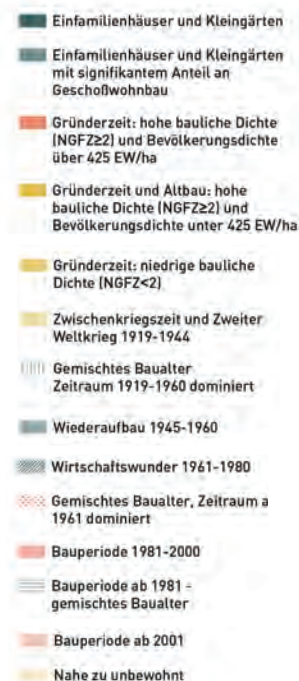 Einfamilienhäuser und Kleingärten
Einfamilienhäuser und Kleingärten
mit signifikantem Anteil an
Geschoßwohnbau
Gründerzeit: hohe bauliche Dichte
(NGFZ≥2) und Bevölkerungsdichte
über 425 EW/ha
Gründerzeit und Altbau: hohe
bauliche Dichte (NGFZ≥2) und
Bevölkerungsdichte unter 425 EW/ha
Gründerzeit: niedrige bauliche
Dichte (NGFZ<2)
Zwischenkriegszeit und Zweiter
Weltkrieg 1919-1944
Gemischtes Baualter
Zeitraum 1919-1960 dominiert
Wiederaufbau 1945-1960
Wirtschaftswunder 1961-1980
Gemischtes Baualter, Zeitraum a
1961 dominiert
Bauperiode 1981-2000
Bauperiode ab 1981 -
gemischtes Baualter
Bauperiode ab 2001
Nahe zu unbewohnt